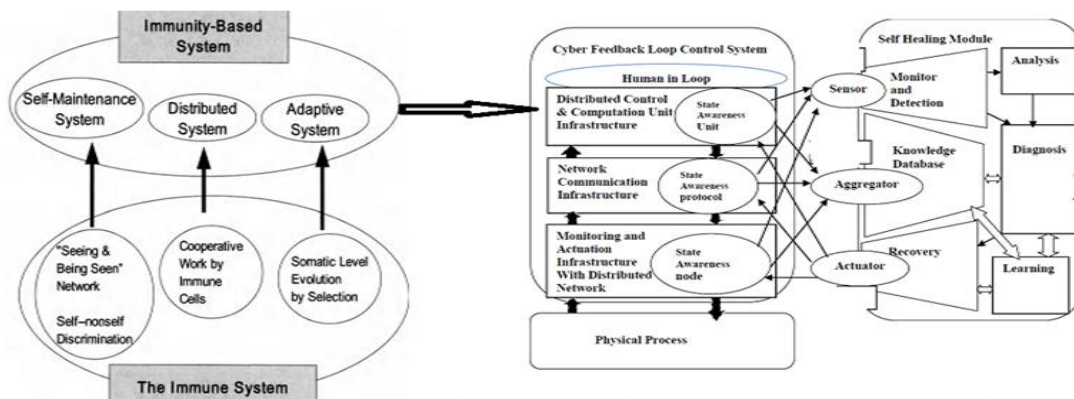 Immunity-Based
System
Self-Maintenance
System
Distributed
System
Adaptive
System
"Seeing &
Being Seen"
Network
Self-nonself
Discrimination
Cooperative
Work by
Immune
Cells
Somatic Level
Evolution
by Selection
The Immune System
Cyber Feedback Loop Control System
Human in Loop
Distributed Control
& Computation Unit
Infrastructure
State
Awareness
Unit
Network
Communication
Infrastructure
State
Awareness
protocol
Monitoring and
Actuation
Infrastructure
With Distributed
Network
State
Awareness
node
Physical Process
Sensor
Aggregator
Actuator
Self Healing Module
Monitor
and
Detection
Analysis
Knowledge
Database
Diagnosis
Recovery
Learning